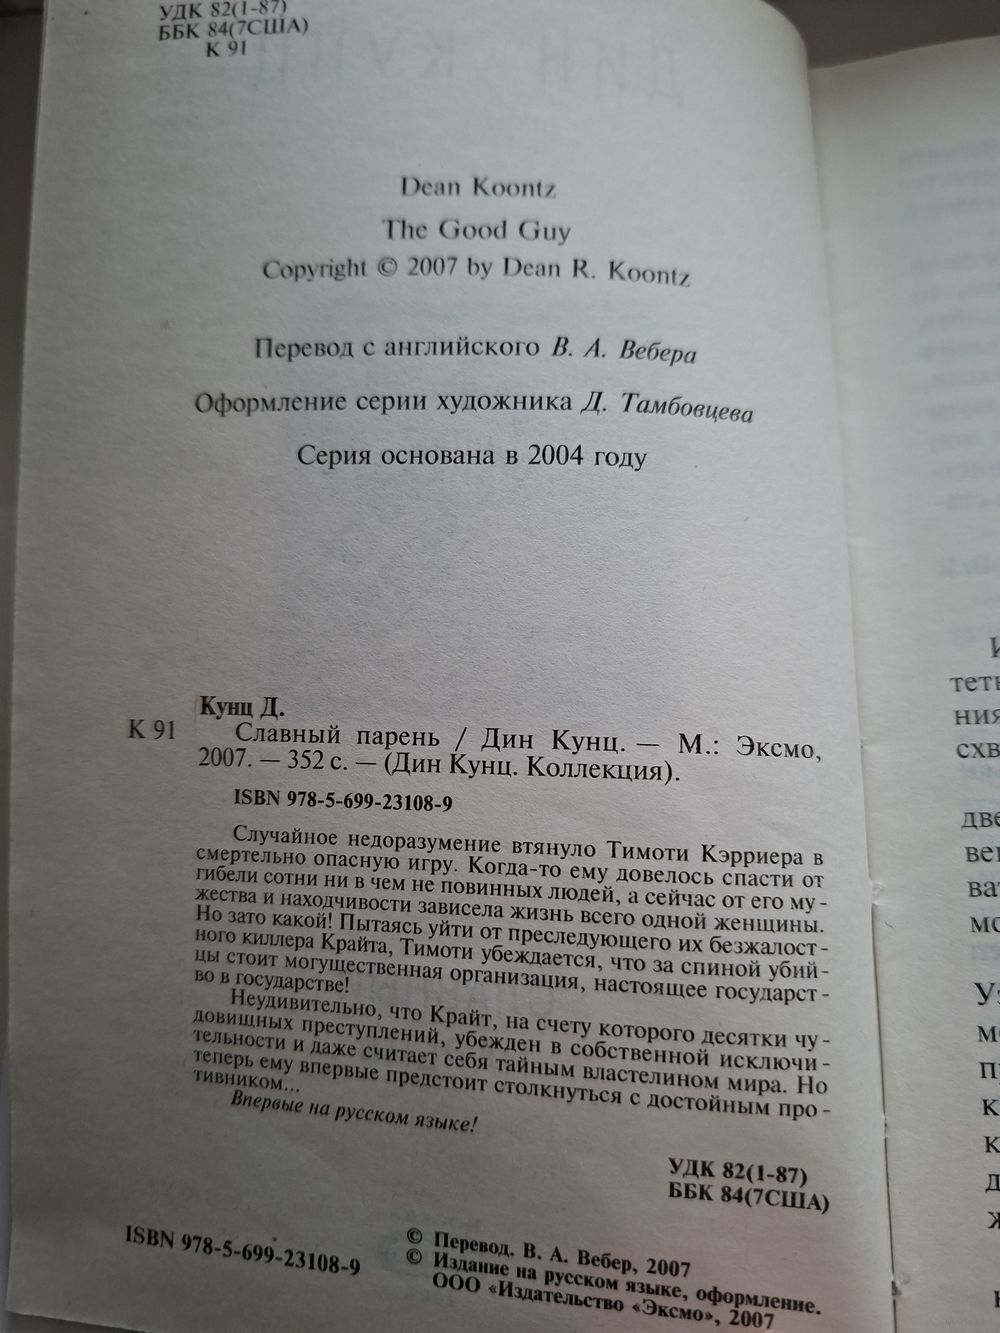 УДК 82(1-87)
ББК 84(7США)
К 91
Dean Koontz
The Good Guy
Copyright © 2007 by Dean R. Koontz
Перевод с английского В. А. Вебера
Оформление серии художника Д. Тамбовцева
Серия основана в 2004 году
Кунц Д.
К 91 Славный парень / Дин Кунц. — М.: Эксмо,
2007. — 352 с. — (Дин Кунц. Коллекция).
ISBN 978-5-699-23108-9
Случайное недоразумение втянуло Тимоти Кэрриера в
смертельно опасную игру. Когда-то ему довелось спасти от
гибели сотни ни в чем не повинных людей, а сейчас от его му-
жества и находчивости зависела жизнь всего одной женщины.
Но зато какой! Пытаясь уйти от преследующего их безжалост-
ного киллера Крайта, Тимоти убеждается, что за спиной убий-
цы стоит могущественная организация, настоящее государст-
во в государстве!
Неудивительно, что Крайт, на счету которого десятки чу-
довищных преступлений, убежден в собственной исключи-
тельности и даже считает себя тайным властелином мира. Но
теперь ему впервые предстоит столкнуться с достойным про-
тивником...
Впервые на русском языке!
УДК 82(1-87)
ББК 84(7США)
ISBN 978-5-699-23108-9
© Перевод. В. А. Вебер, 2007
© Издание на русском языке, оформление.
ООО «Издательство «Эксмо», 2007
тет
ния
схв
две
вен
ват
мо